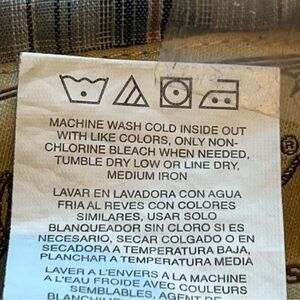 MACHINE WASH COLD INSIDE OUT
WITH LIKE COLORS, ONLY NON-
CHLORINE BLEACH WHEN NEEDED,
TUMBLE DRY LOW OR LINE DRY,
MEDIUM IRON
LAVAR EN LAVADORA CON AGUA
FRIA AL REVES CON COLORES
SIMILARES, USAR SOLO
BLANQUEADOR SIN CLORO SI ES
NECESARIO, SECAR COLGADO O EN
SECADORA A TEMPERATURA BAJA,
PLANCHAR A TEMPERATURA MEDIA
LAVER A L'ENVERS A LA MACHINE
A L'EAU FROIDE AVEC COULEURS
SEMBLABLES, AGENT DE